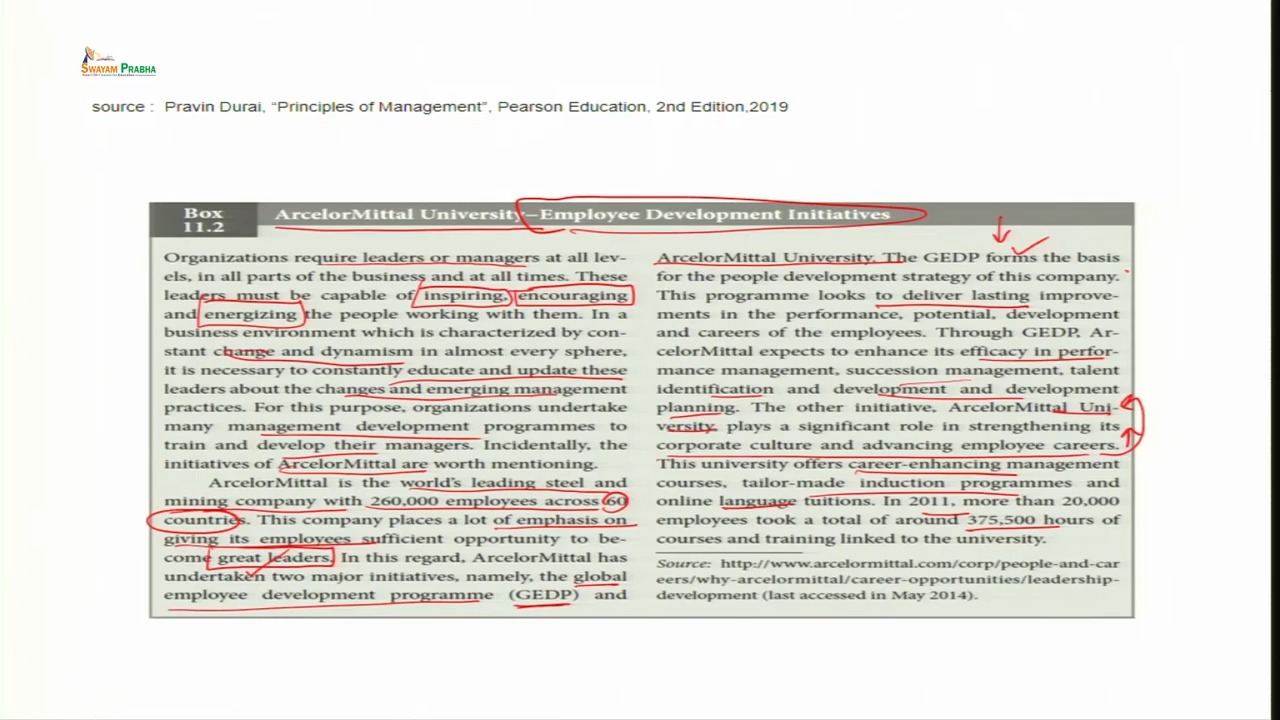 SWAYAM PRABHA
source : Pravin Durai, “Principles of Management”, Pearson Education, 2nd Edition,2019
Box
11.2
ArcelorMittal University–Employee Development Initiatives
Organizations require leaders or managers at all lev-
els, in all parts of the business and at all times. These
leaders must be capable of inspiring, encouraging
and energizing the people working with them. In a
business environment which is characterized by con-
stant change and dynamism in almost every sphere,
it is necessary to constantly educate and update these
leaders about the changes and emerging management
practices. For this purpose, organizations undertake
many management development programmes to
train and develop their managers. Incidentally, the
initiatives of ArcelorMittal are worth mentioning.
ArcelorMittal is the world's leading steel and
mining company with 260,000 employees across 60
countries. This company places a lot of emphasis on
giving its employees sufficient opportunity to be-
come great leaders. In this regard, ArcelorMittal has
undertaken two major initiatives, namely, the global
employee development programme (GEDP) and
ArcelorMittal University. The GEDP forms the basis
for the people development strategy of this company.
This programme looks to deliver lasting improve-
ments in the performance, potential, development
and careers of the employees. Through GEDP, Ar-
celorMittal expects to enhance its efficacy in perfor-
mance management, succession management, talent
identification and development and development
planning. The other initiative, ArcelorMittal Uni-
versity, plays a significant role in strengthening its
corporate culture and advancing employee careers.
This university offers career-enhancing management
courses, tailor-made induction programmes and
online language tuitions. In 2011, more than 20,000
employees took a total of around 375,500 hours of
courses and training linked to the university.
Source: http://www.arcelormittal.com/corp/people-and-car
eers/why-arcelormittal/career-opportunities/leadership-
development (last accessed in May 2014).